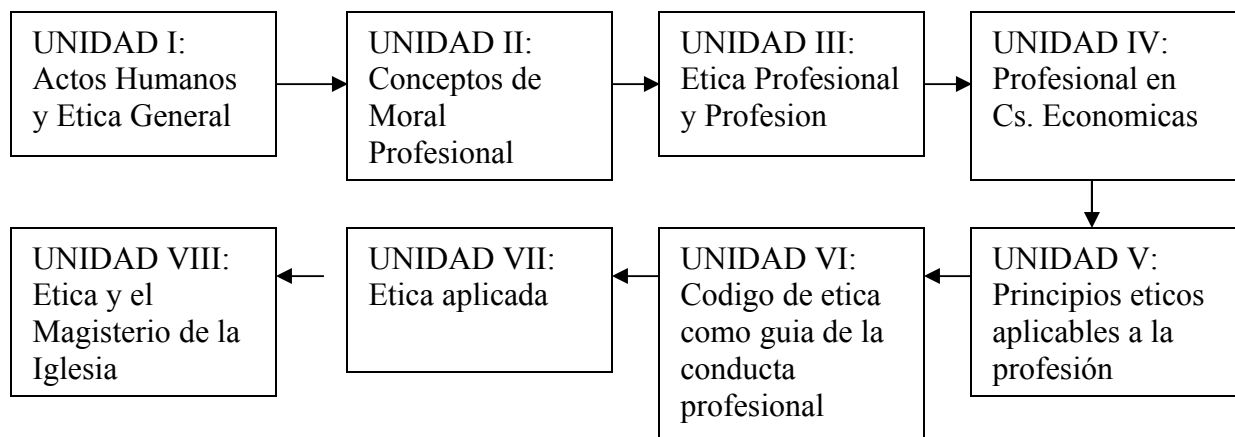 UNIDAD I:
Actos Humanos
y Etica General
UNIDAD II:
Conceptos de
Moral
Profesional
UNIDAD III:
Etica Profesional
y Profesion
UNIDAD IV:
Profesional en
Cs. Economicas
UNIDAD V:
Principios eticos
aplicables a la
profesión
UNIDAD VI:
Codigo de etica
como guia de la
conducta
profesional
UNIDAD VII:
Etica aplicada
UNIDAD VIII:
Etica y el
Magisterio de la
Iglesia